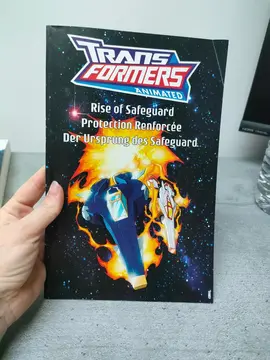 TRANS
FORMERS
ANIMATED
Rise of Safeguard
Protection Renforcée
Der Ursprung des Safeguard